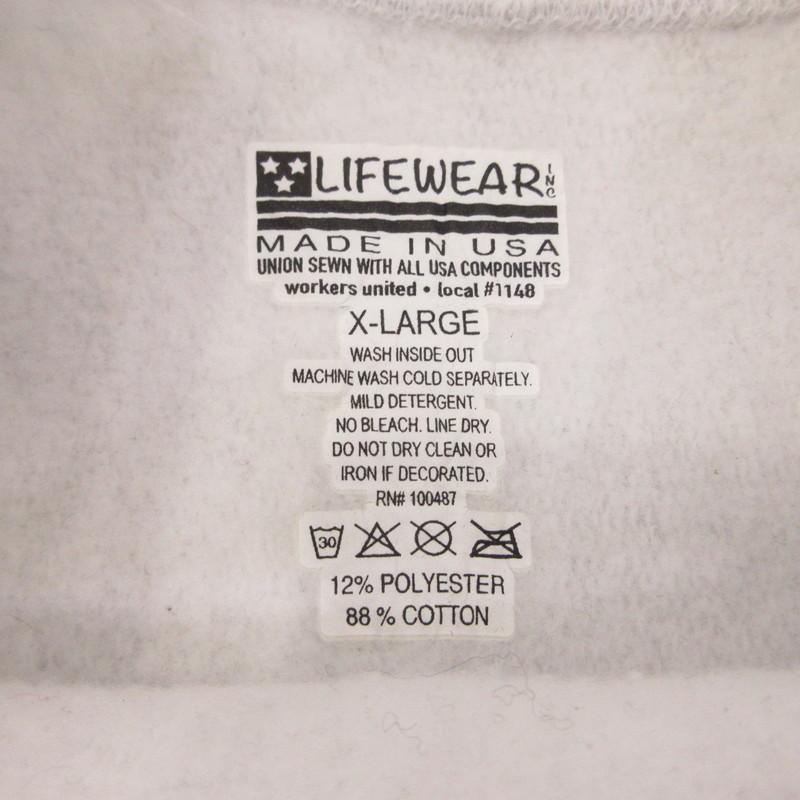 LIFEWEAR INC
MADE IN USA
UNION SEWN WITH ALL USA COMPONENTS
workers united • local #1148
X-LARGE
WASH INSIDE OUT
MACHINE WASH COLD SEPARATELY.
MILD DETERGENT.
NO BLEACH. LINE DRY.
DO NOT DRY CLEAN OR
IRON IF DECORATED.
RN# 100487
30
12% POLYESTER
88 % COTTON